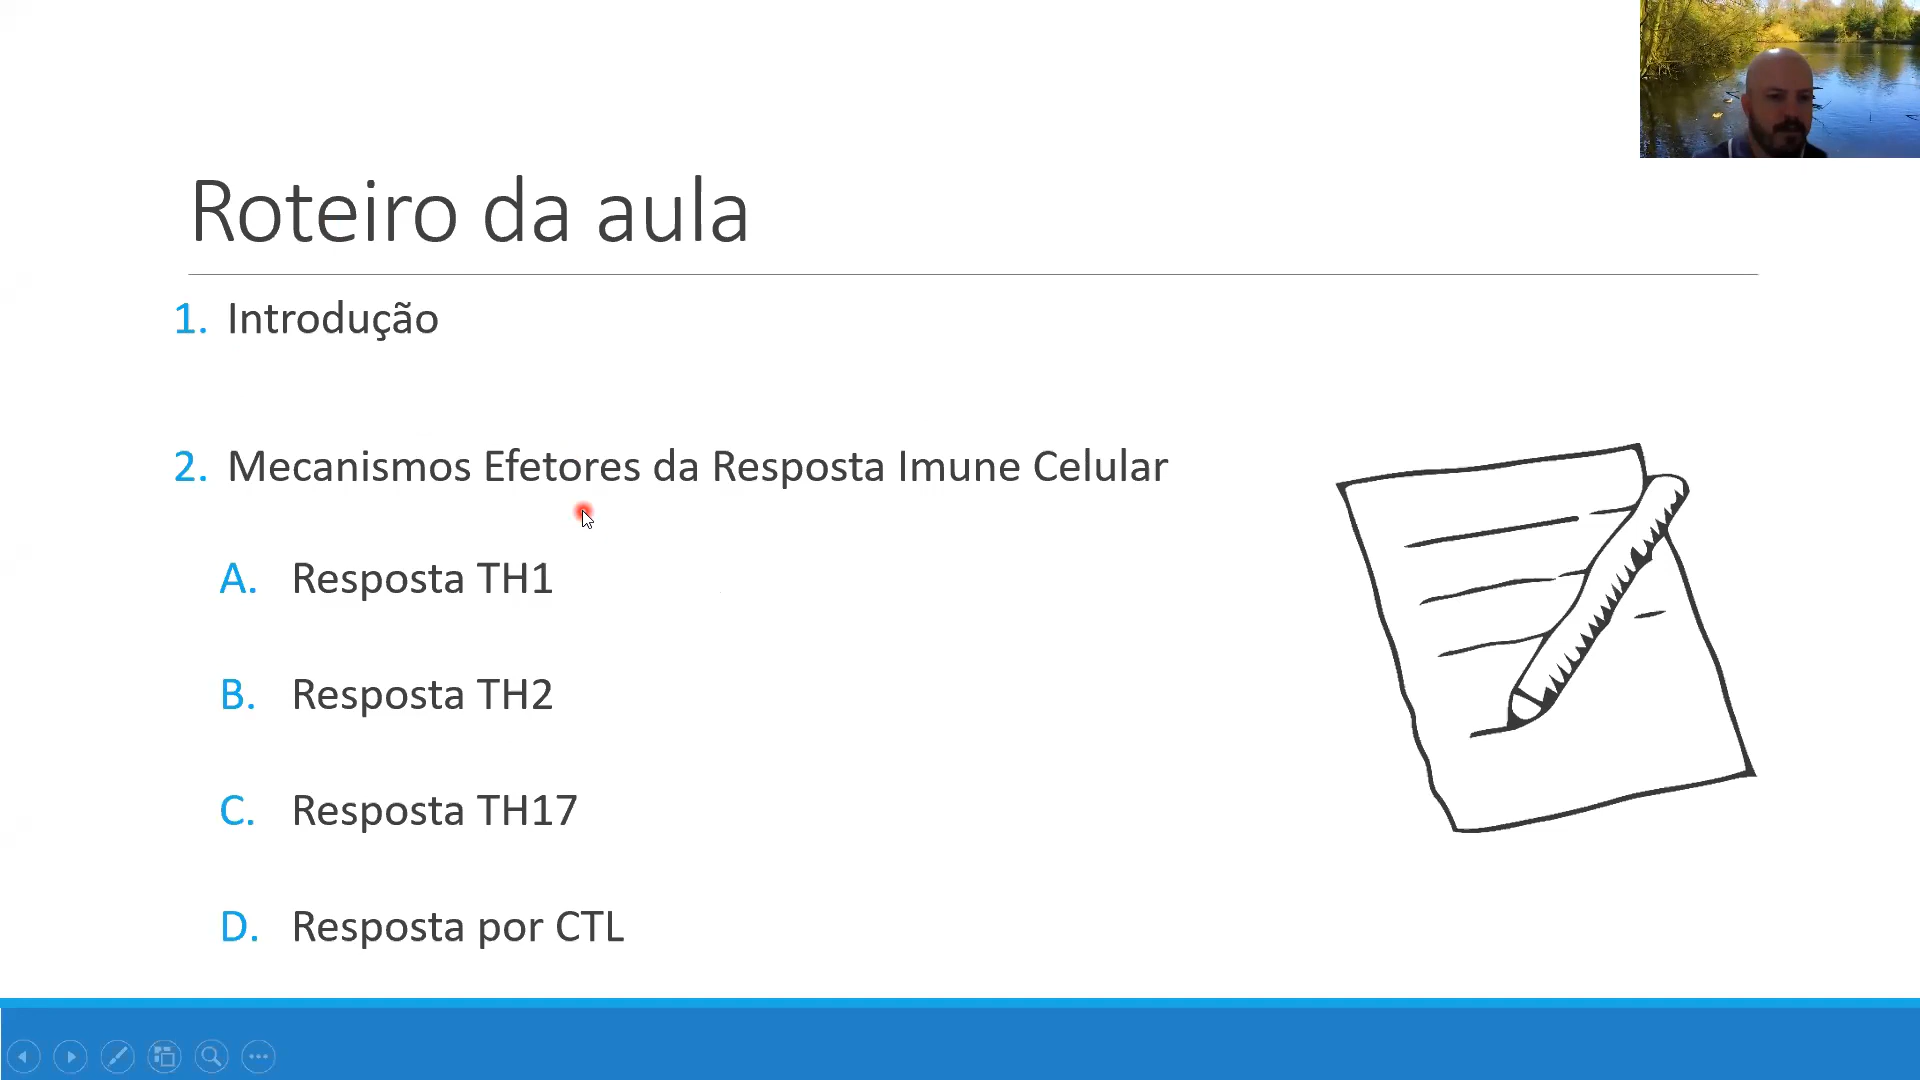 Roteiro da aula
1. Introdução
2. Mecanismos Efetores da Resposta Imune Celular
A. Resposta TH1
B. Resposta TH2
C. Resposta TH17
D. Resposta por CTL